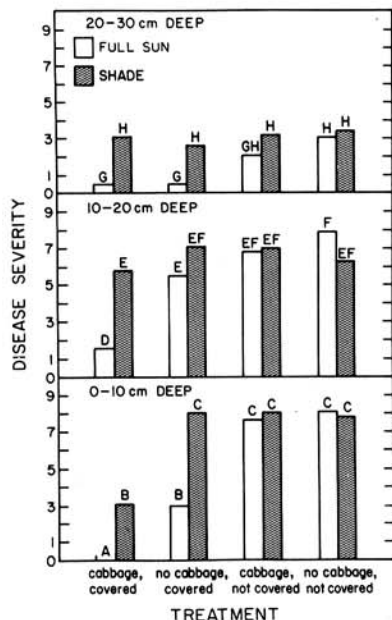 20-30 cm DEEP
FULL SUN
SHADE
9
7
5
3
1
0
G
H
G
H
GH
H
H
H
10-20 cm DEEP
9
7
5
3
1
0
D
E
E
EF
EF
EF
F
EF
0-10 cm DEEP
9
7
5
3
1
0
A
B
B
C
C
C
C
C
DISEASE SEVERITY
cabbage, covered
no cabbage, covered
cabbage, not covered
no cabbage, not covered
TREATMENT